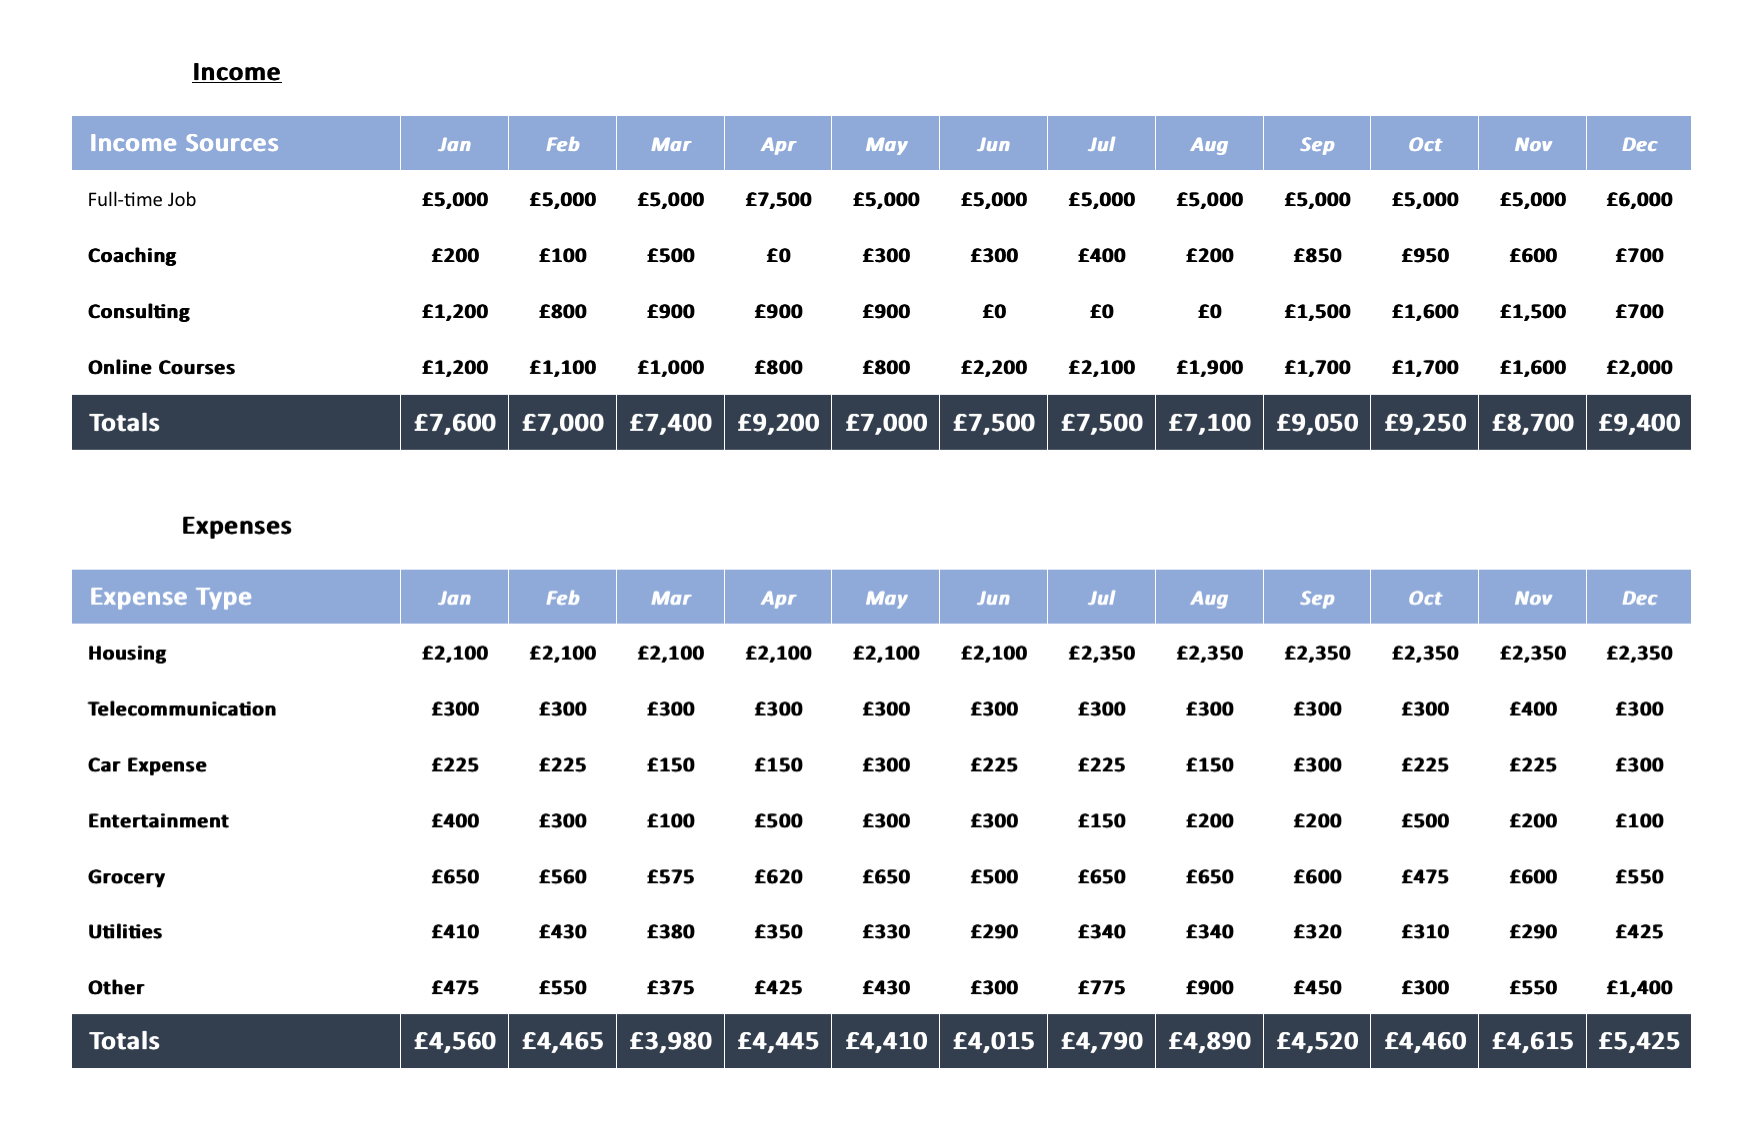 Income
Income Sources Jan Feb Mar Apr May Jun Jul Aug Sep Oct Nov Dec
Full-time Job £5,000 £5,000 £5,000 £7,500 £5,000 £5,000 £5,000 £5,000 £5,000 £5,000 £5,000 £6,000
Coaching £200 £100 £500 £0 £300 £300 £400 £200 £850 £950 £600 £700
Consulting £1,200 £800 £900 £900 £900 £0 £0 £0 £1,500 £1,600 £1,500 £700
Online Courses £1,200 £1,100 £1,000 £800 £800 £2,200 £2,100 £1,900 £1,700 £1,700 £1,600 £2,000
Totals £7,600 £7,000 £7,400 £9,200 £7,000 £7,500 £7,500 £7,100 £9,050 £9,250 £8,700 £9,400
Expenses
Expense Type Jan Feb Mar Apr May Jun Jul Aug Sep Oct Nov Dec
Housing £2,100 £2,100 £2,100 £2,100 £2,100 £2,100 £2,350 £2,350 £2,350 £2,350 £2,350 £2,350
Telecommunication £300 £300 £300 £300 £300 £300 £300 £300 £300 £300 £400 £300
Car Expense £225 £225 £150 £150 £300 £225 £225 £150 £300 £225 £225 £300
Entertainment £400 £300 £100 £500 £300 £300 £150 £200 £200 £500 £200 £100
Grocery £650 £560 £575 £620 £650 £500 £650 £650 £600 £475 £600 £550
Utilities £410 £430 £380 £350 £330 £290 £340 £340 £320 £310 £290 £425
Other £475 £550 £375 £425 £430 £300 £775 £900 £450 £300 £550 £1,400
Totals £4,560 £4,465 £3,980 £4,445 £4,410 £4,015 £4,790 £4,890 £4,520 £4,460 £4,615 £5,425